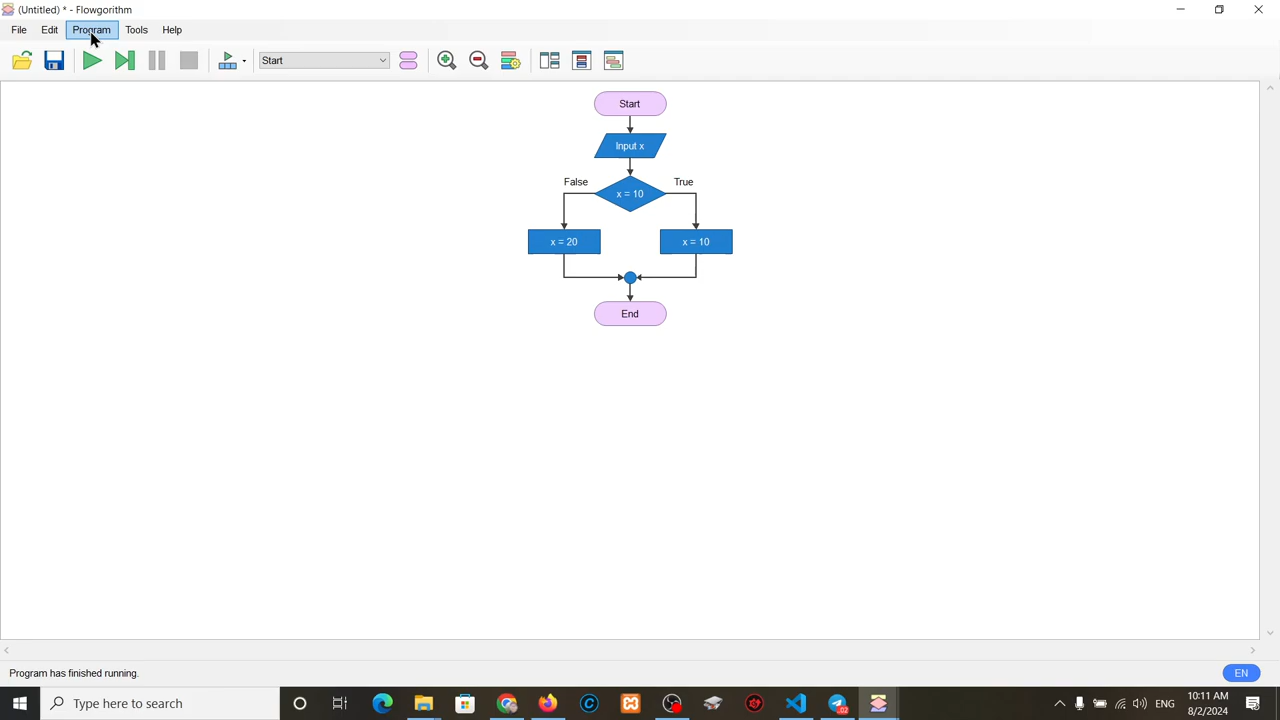 (Untitled) * - Flowgorithm
File Edit Program Tools Help
Start
Start
Input x
False True
x = 10
x = 20 x = 10
End
Program has finished running.
EN
Type here to search
02
ENG
10:11 AM
8/2/2024